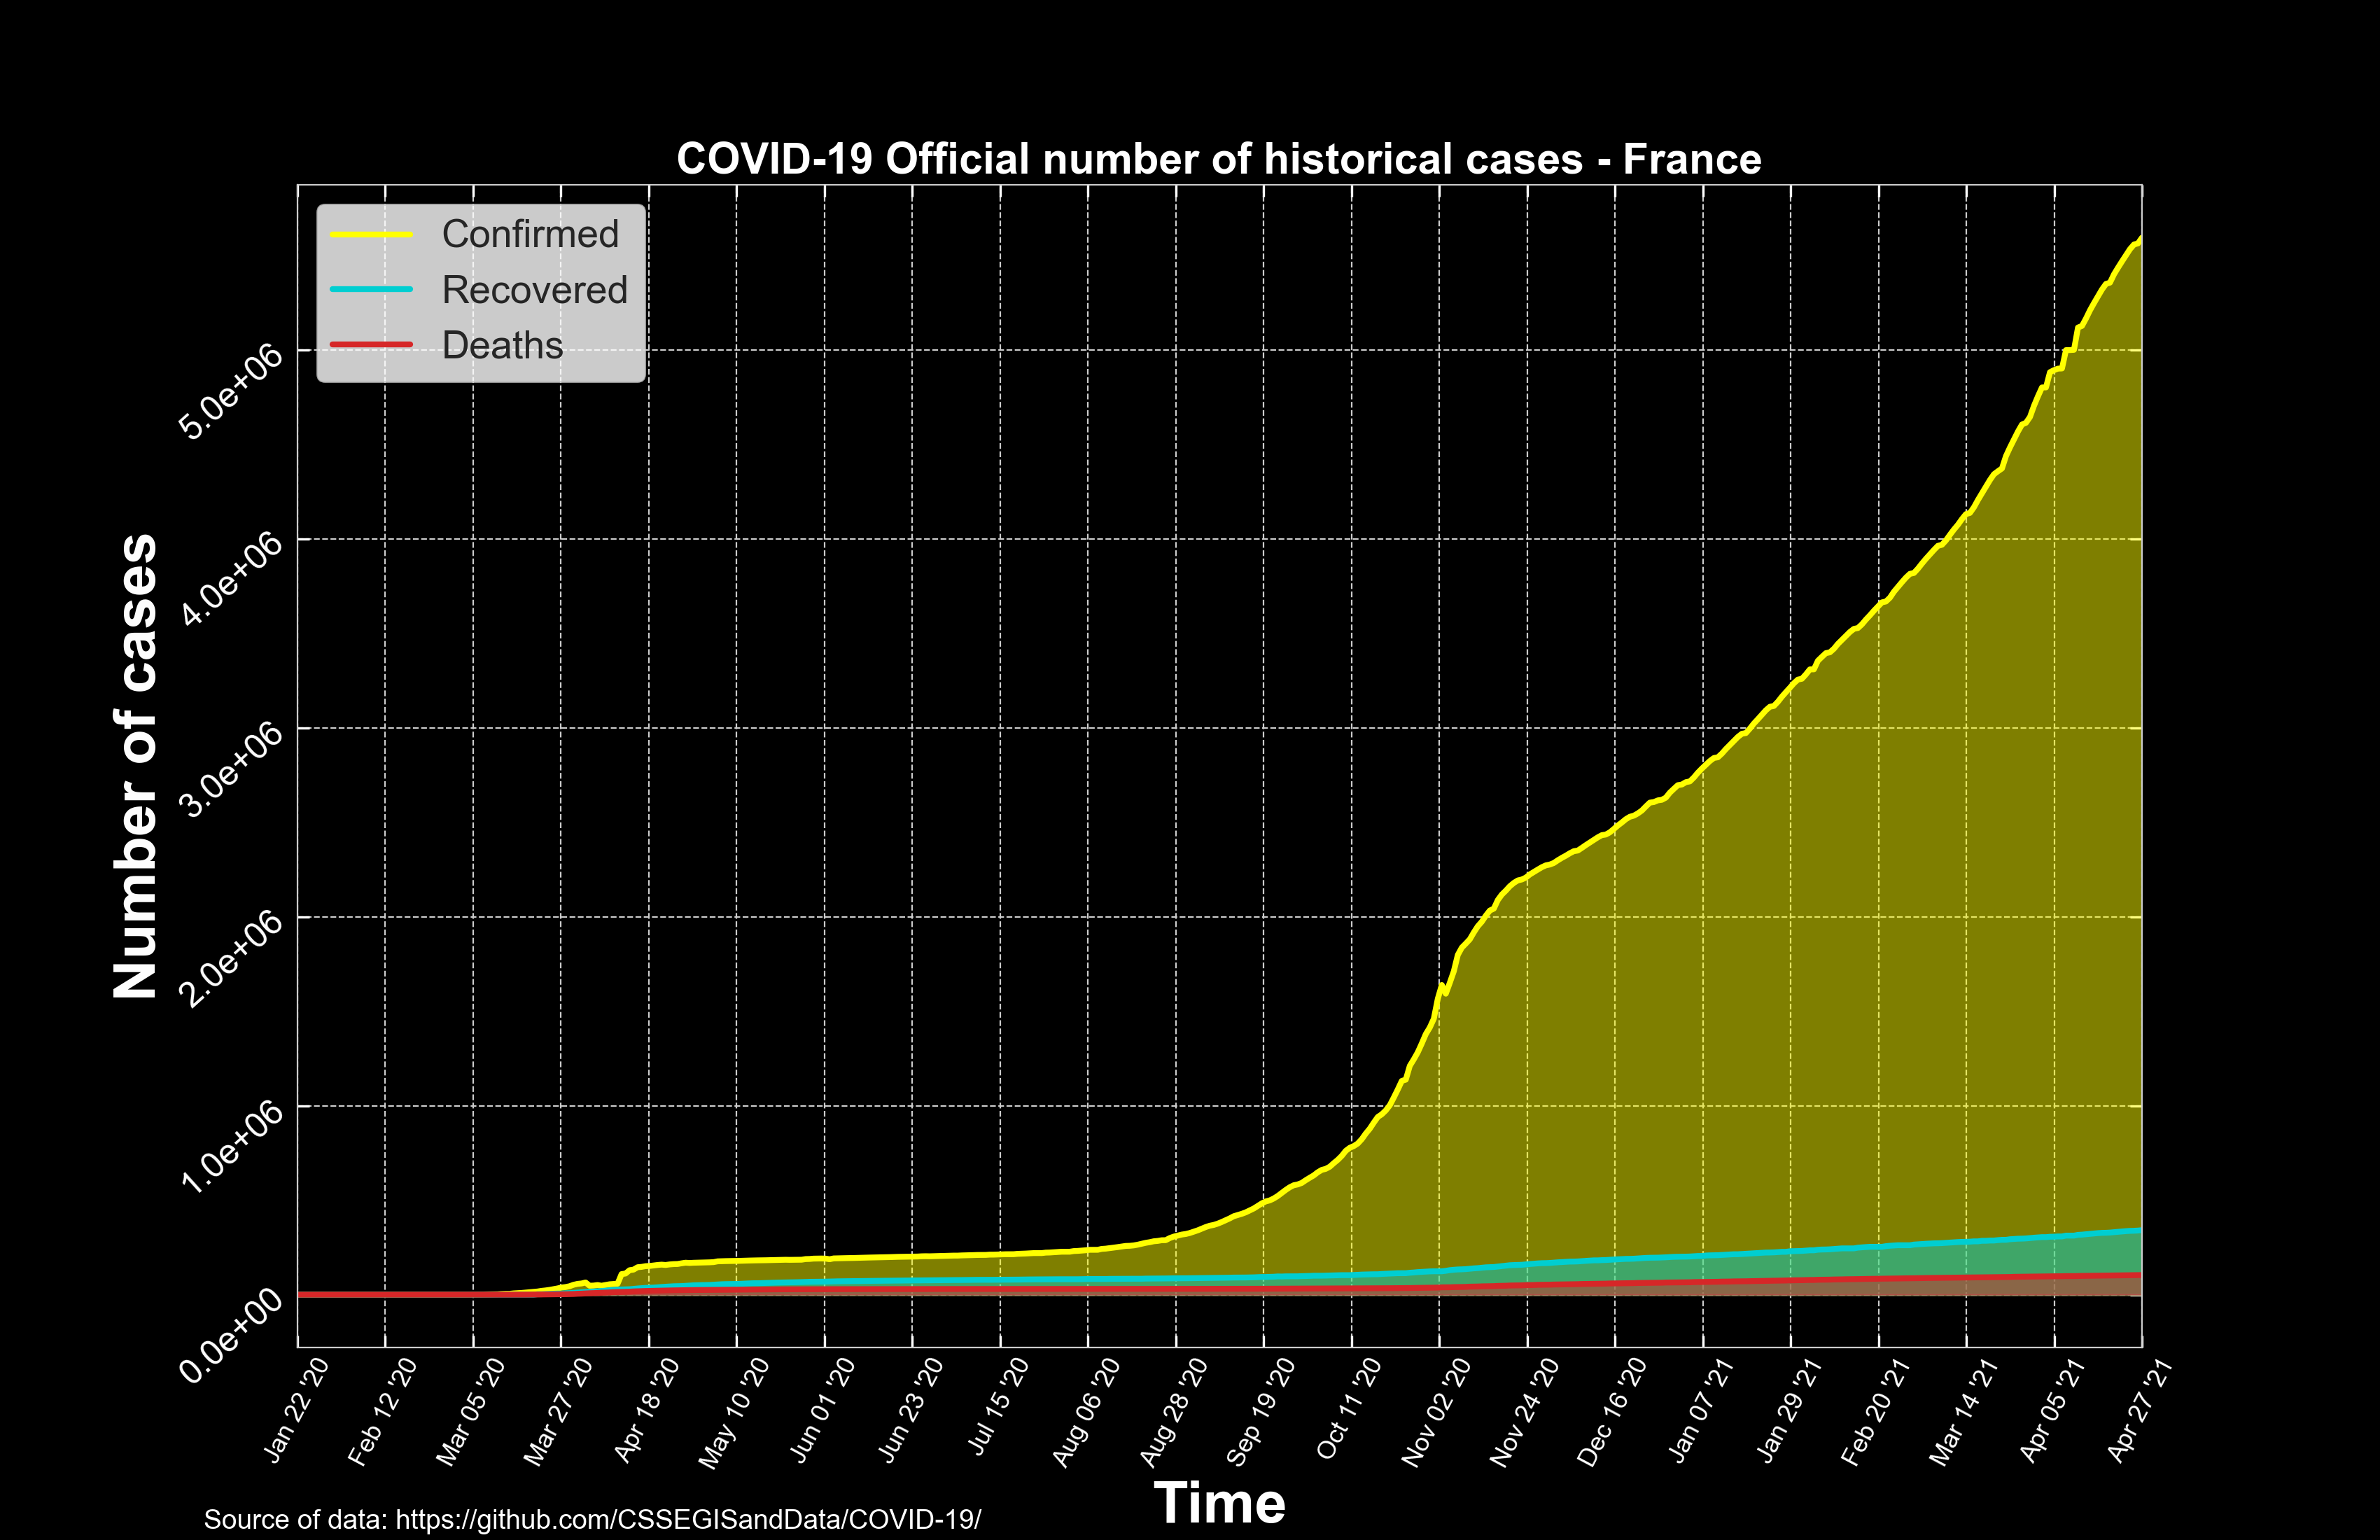 COVID-19 Official number of historical cases - France
Confirmed
Recovered
Deaths
Number of cases
5.0e+06
4.0e+06
3.0e+06
2.0e+06
1.0e+06
0.0e+00
Jan 22 '20
Feb 12 '20
Mar 05 '20
Mar 27 '20
Apr 18 '20
May 10 '20
Jun 01 '20
Jun 23 '20
Jul 15 '20
Aug 06 '20
Aug 28 '20
Sep 19 '20
Oct 11 '20
Nov 02 '20
Nov 24 '20
Dec 16 '20
Jan 07 '21
Jan 29 '21
Feb 20 '21
Mar 14 '21
Apr 05 '21
Apr 27 '21
Time
Source of data: https://github.com/CSSEGISandData/COVID-19/